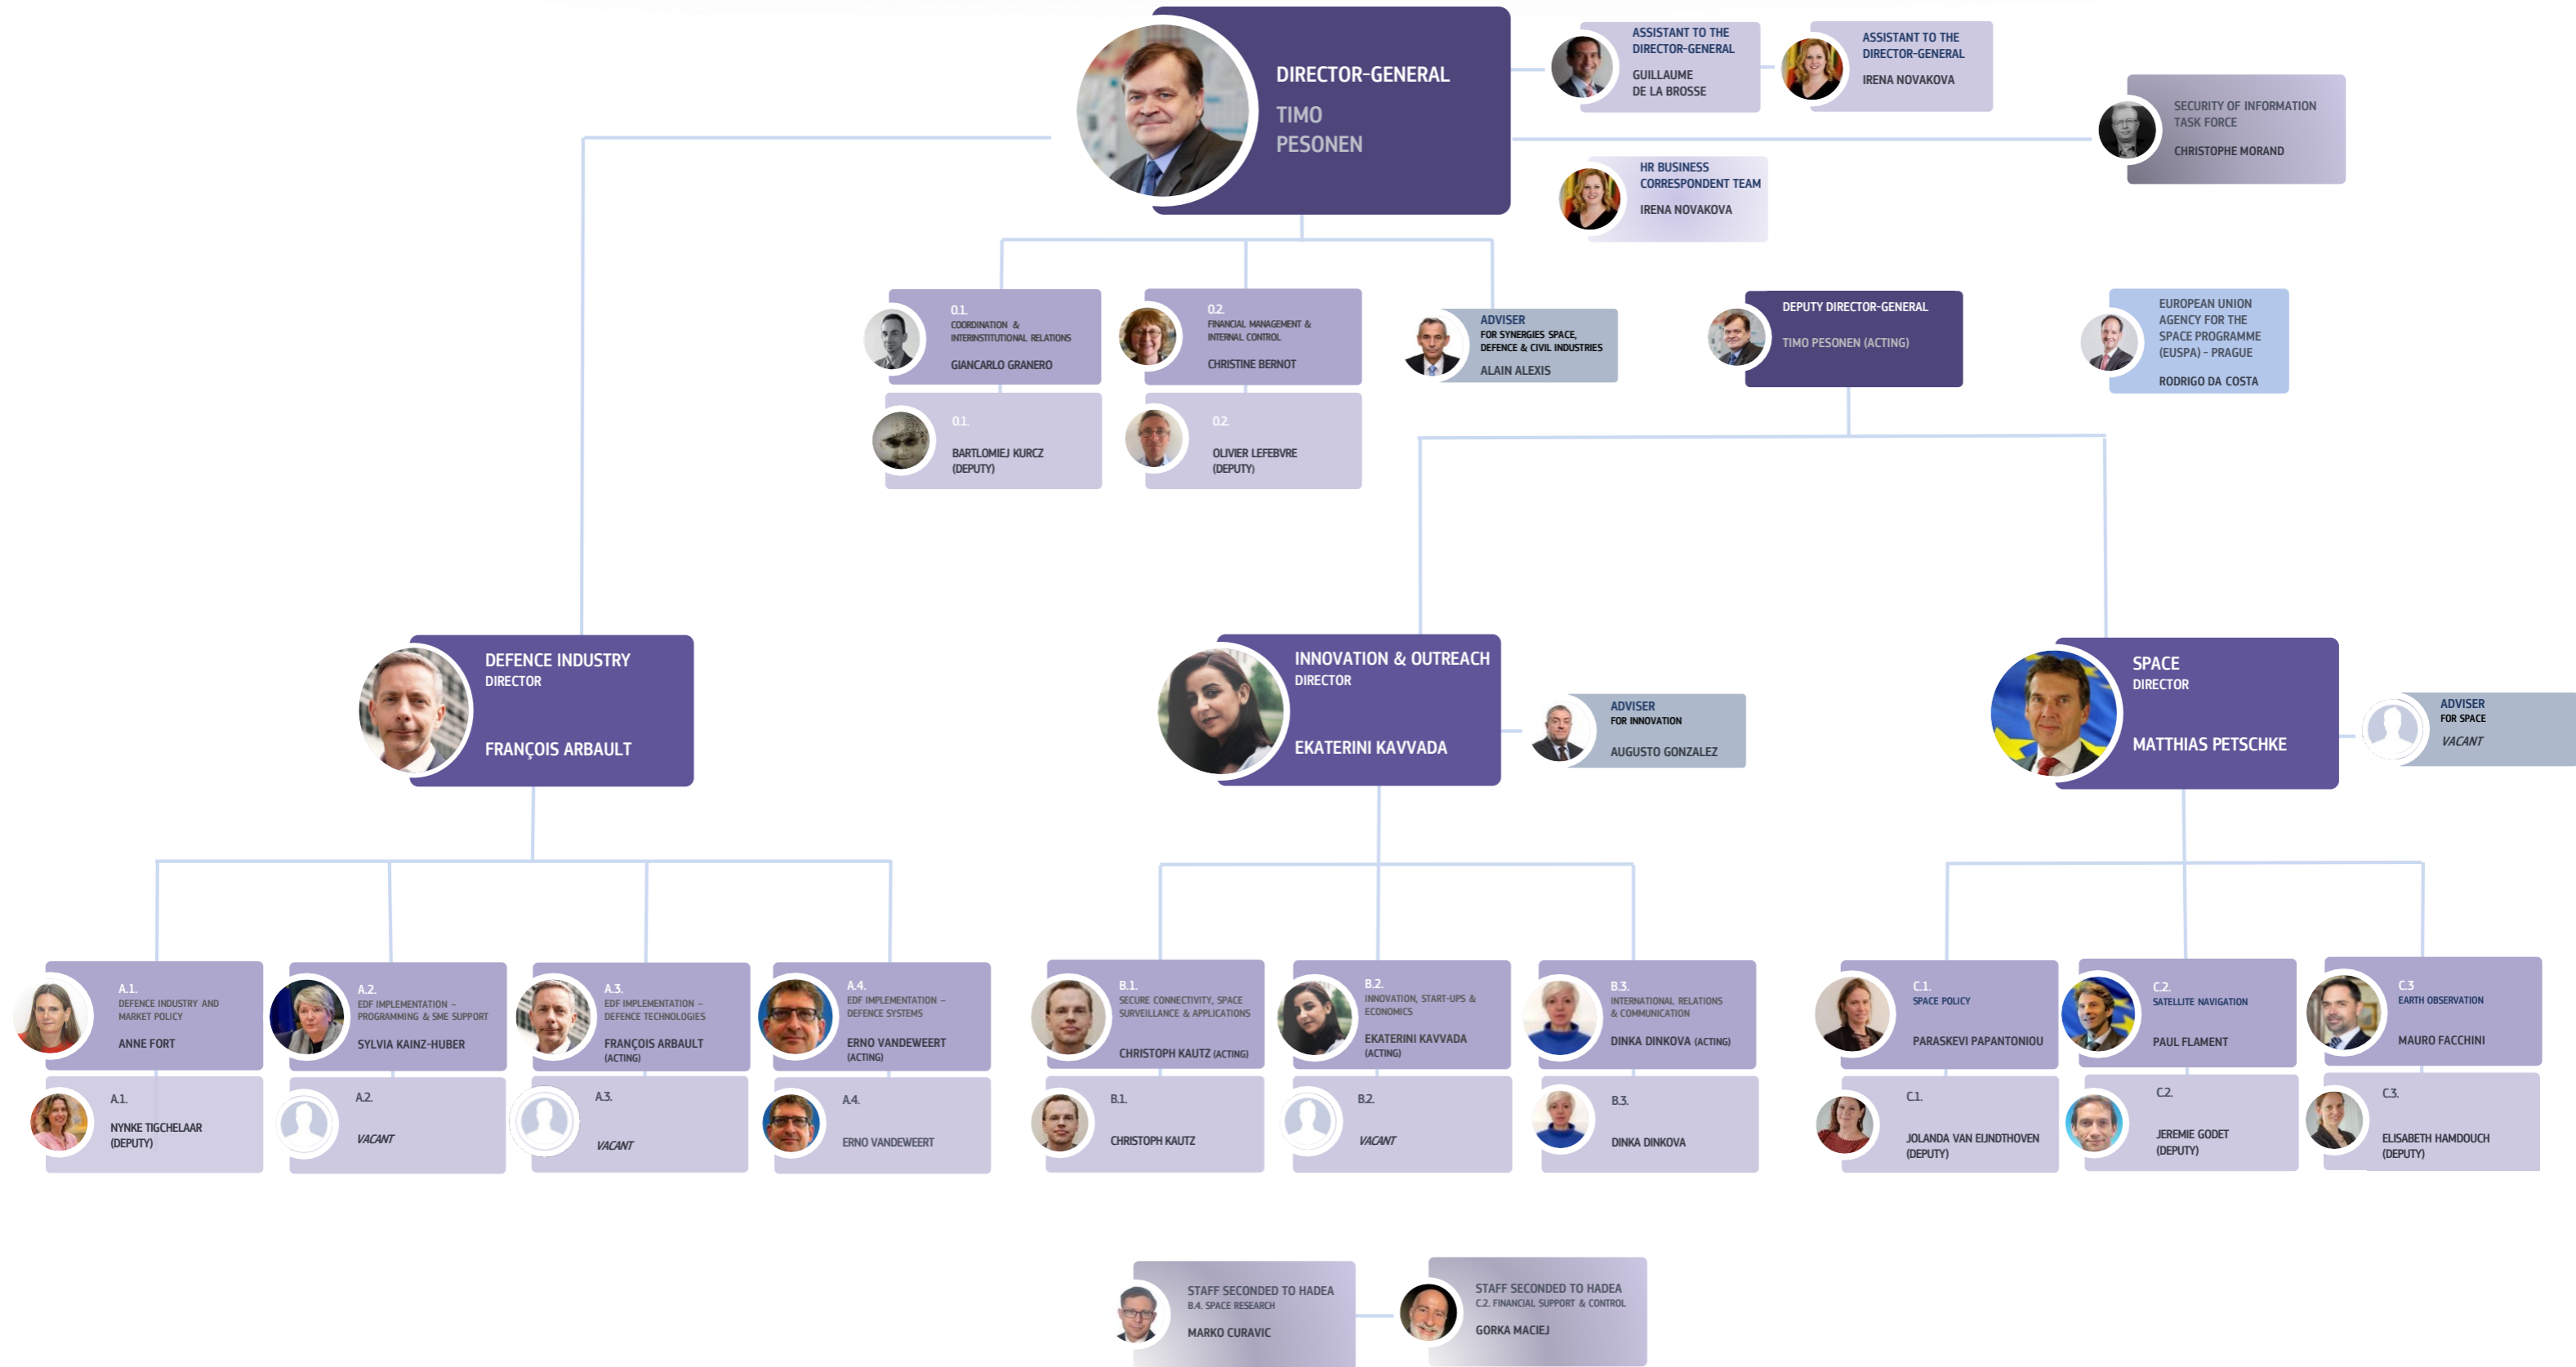 DIRECTOR-GENERAL
TIMO
PESONEN
ASSISTANT TO THE
DIRECTOR-GENERAL
GUILLAUME
DE LA BROSSE
ASSISTANT TO THE
DIRECTOR-GENERAL
IRENA NOVAKOVA
SECURITY OF INFORMATION
TASK FORCE
CHRISTOPHE MORAND
HR BUSINESS
CORRESPONDENT TEAM
IRENA NOVAKOVA
0.1.
COORDINATION &
INTERINSTITUTIONAL RELATIONS
GIANCARLO GRANERO
0.2.
FINANCIAL MANAGEMENT &
INTERNAL CONTROL
CHRISTINE BERNOT
ADVISER
FOR SYNERGIES SPACE,
DEFENCE & CIVIL INDUSTRIES
ALAIN ALEXIS
DEPUTY DIRECTOR-GENERAL
TIMO PESONEN (ACTING)
EUROPEAN UNION
AGENCY FOR THE
SPACE PROGRAMME
(EUSPA) - PRAGUE
RODRIGO DA COSTA
0.1.
BARTLOMIEJ KURCZ
(DEPUTY)
0.2.
OLIVIER LEFEBVRE
(DEPUTY)
DEFENCE INDUSTRY
DIRECTOR
FRANÇOIS ARBAULT
INNOVATION & OUTREACH
DIRECTOR
EKATERINI KAVVADA
ADVISER
FOR INNOVATION
AUGUSTO GONZALEZ
SPACE
DIRECTOR
MATTHIAS PETSCHKE
ADVISER
FOR SPACE
VACANT
A.1.
DEFENCE INDUSTRY AND
MARKET POLICY
ANNE FORT
A.2.
EDF IMPLEMENTATION –
PROGRAMMING & SME SUPPORT
SYLVIA KAINZ-HUBER
A.3.
EDF IMPLEMENTATION –
DEFENCE TECHNOLOGIES
FRANÇOIS ARBAULT
(ACTING)
A.4.
EDF IMPLEMENTATION –
DEFENCE SYSTEMS
ERNO VANDEWEERT
(ACTING)
B.1.
SECURE CONNECTIVITY, SPACE
SURVEILLANCE & APPLICATIONS
CHRISTOPH KAUTZ (ACTING)
B.2.
INNOVATION, START-UPS &
ECONOMICS
EKATERINI KAVVADA
(ACTING)
B.3.
INTERNATIONAL RELATIONS
& COMMUNICATION
DINKA DINKOVA (ACTING)
C.1.
SPACE POLICY
PARASKEVI PAPANTONIOU
C.2.
SATELLITE NAVIGATION
PAUL FLAMENT
C.3
EARTH OBSERVATION
MAURO FACCHINI
A.1.
NYNKE TIGCHELAAR
(DEPUTY)
A.2.
VACANT
A.3.
VACANT
A.4.
ERNO VANDEWEERT
B.1.
CHRISTOPH KAUTZ
B.2.
VACANT
B.3.
DINKA DINKOVA
C.1.
JOLANDA VAN EIJNDTHOVEN
(DEPUTY)
C.2.
JEREMIE GODET
(DEPUTY)
C.3.
ELISABETH HAMDOUCH
(DEPUTY)
STAFF SECONDED TO HADEA
B.4. SPACE RESEARCH
MARKO CURAVIC
STAFF SECONDED TO HADEA
C.2. FINANCIAL SUPPORT & CONTROL
GORKA MACIEJ